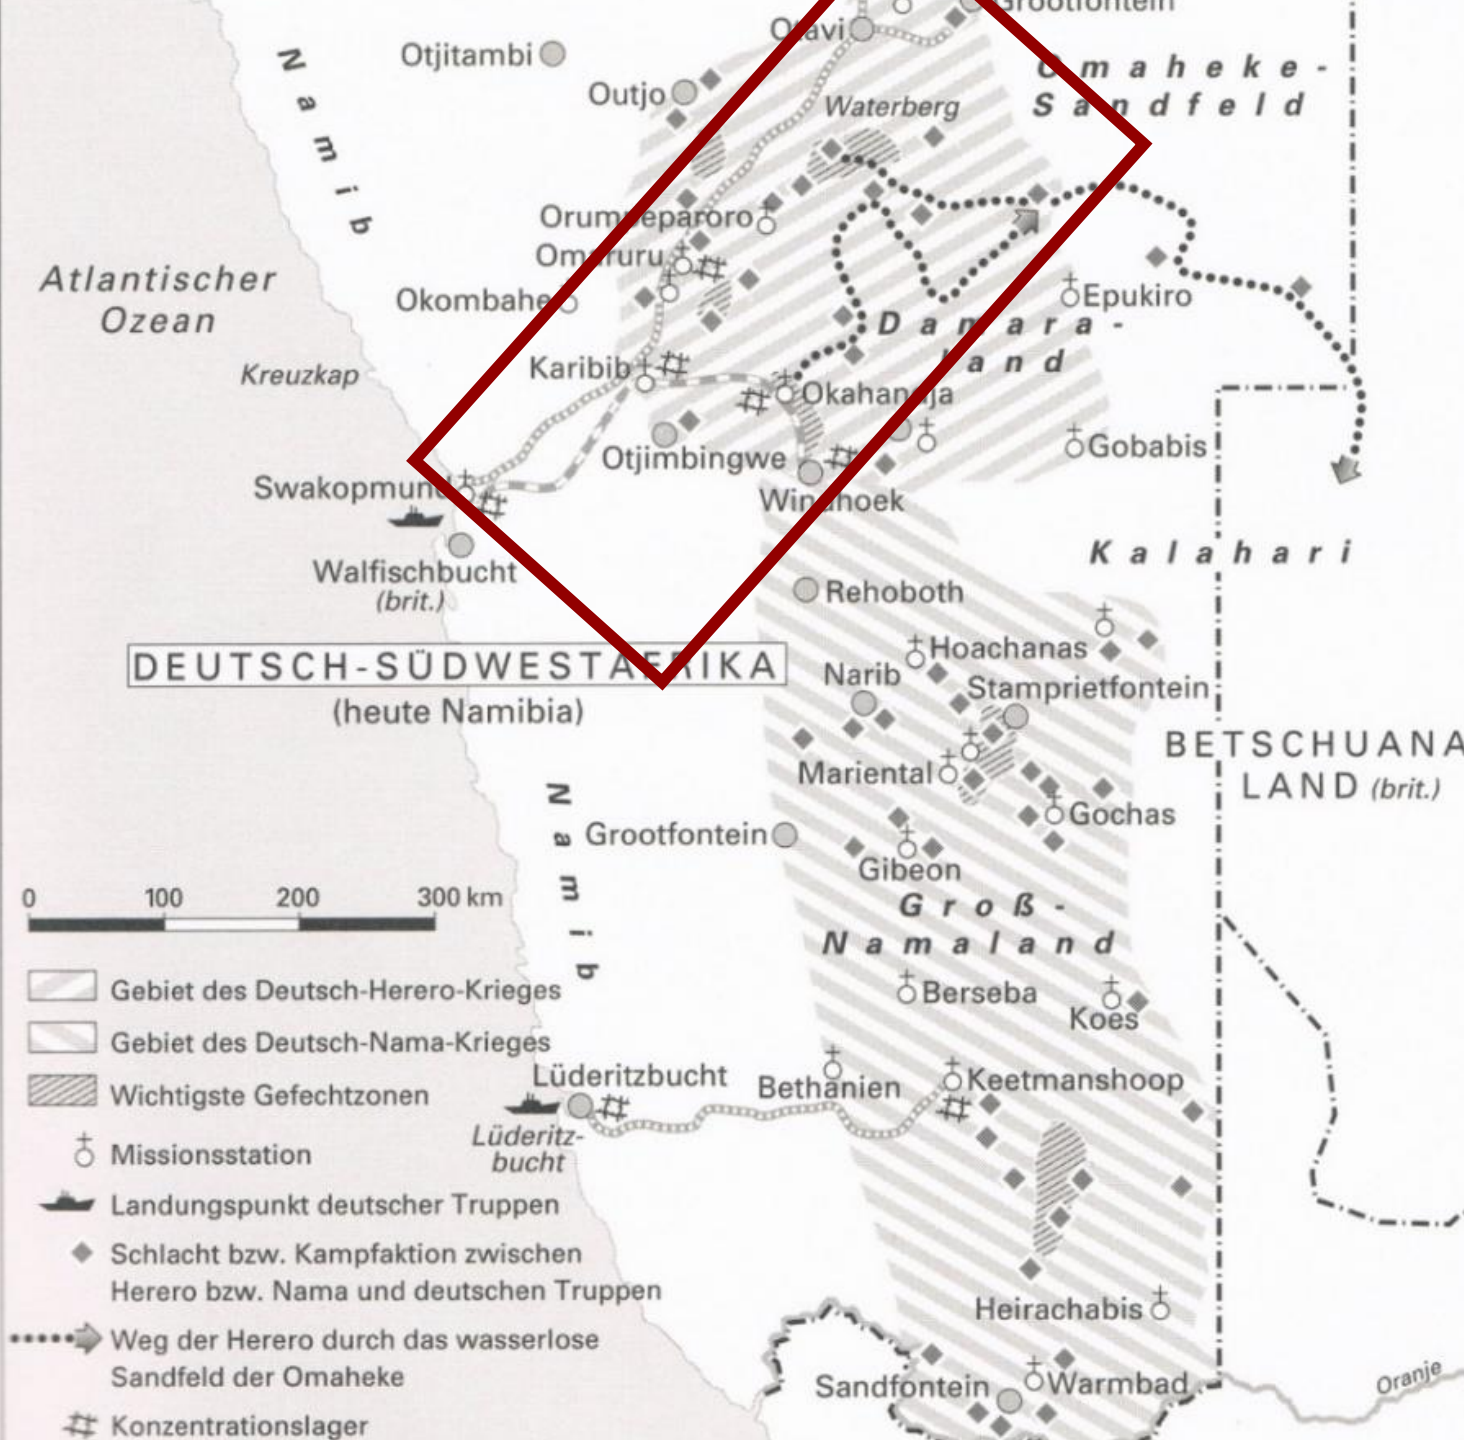 Grootfontein
Otavi
Otjitambi
Omaheke-
Sandfeld
Outjo
Waterberg
Namib
Orumbeparoro
Omaruru
Atlantischer
Ozean
Okombahe
Epukiro
Damara-
land
Kreuzkap
Karibib
Okahandja
Gobabis
Otjimbingwe
Swakopmund
Windhoek
Kalahari
Walfischbucht
(brit.)
Rehoboth
Hoachanas
DEUTSCH-SÜDWESTAFRIKA
(heute Namibia)
Narib
Stamprietfontein
BETSCHUANA
LAND (brit.)
Mariental
Namib
Gochas
Grootfontein
Gibeon
0 100 200 300 km
Groß-
Namaland
Gebiet des Deutsch-Herero-Krieges
Berseba
Koes
Gebiet des Deutsch-Nama-Krieges
Lüderitzbucht
Bethanien
Keetmanshoop
Wichtigste Gefechtzonen
Lüderitz-
bucht
Missionsstation
Landungspunkt deutscher Truppen
Schlacht bzw. Kampfaktion zwischen
Herero bzw. Nama und deutschen Truppen
Heirachabis
Weg der Herero durch das wasserlose
Sandfeld der Omaheke
Sandfontein
Warmbad
Oranje
Konzentrationslager